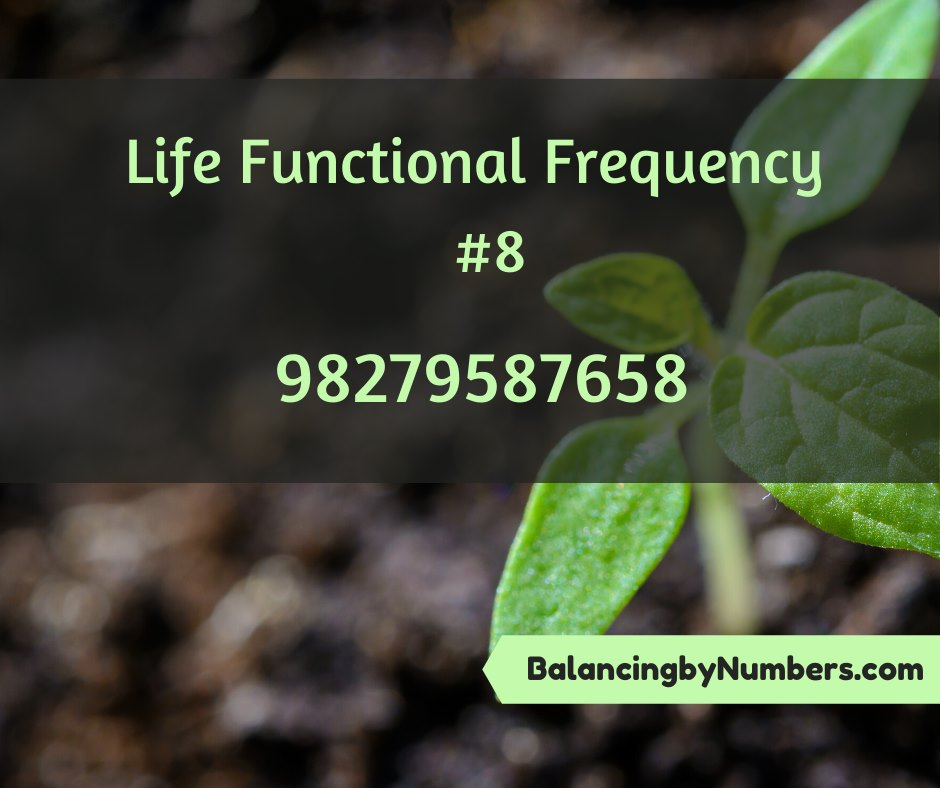 Life Functional Frequency
#8
98279587658
BalancingbyNumbers.com